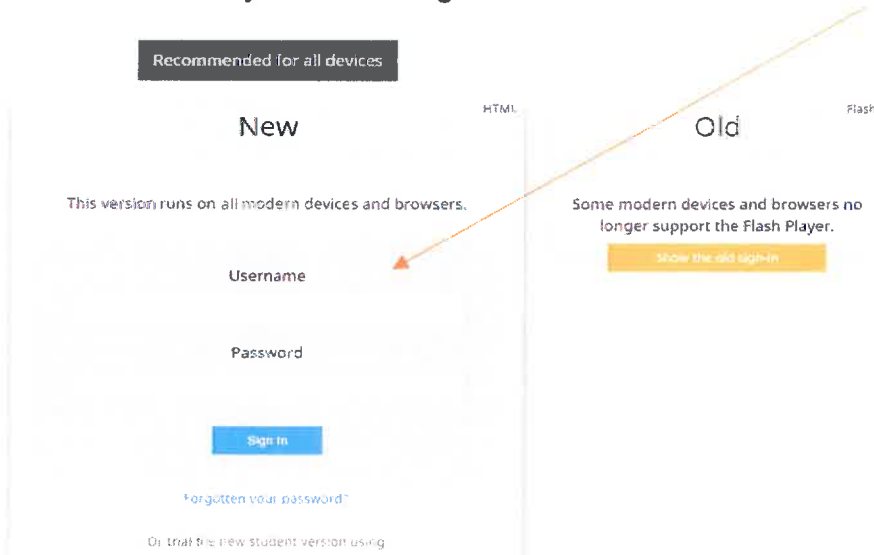 Recommended for all devices
HTML
New
This version runs on all modern devices and browsers.
Username
Password
Sign in
Forgotten your password?
Or trial the new student version using
Flash
Old
Some modern devices and browsers no
longer support the Flash Player.
Show the old sign-in